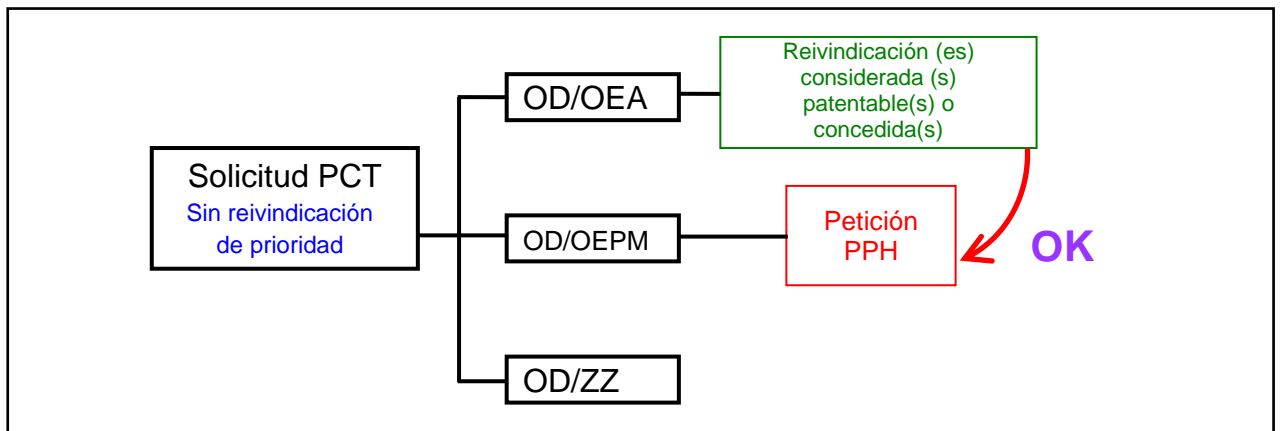 Solicitud PCT
Sin reivindicación
de prioridad
OD/OEA
Reivindicación (es)
considerada (s)
patentable(s) o
concedida(s)
OD/OEPM
Petición
PPH
OK
OD/ZZ